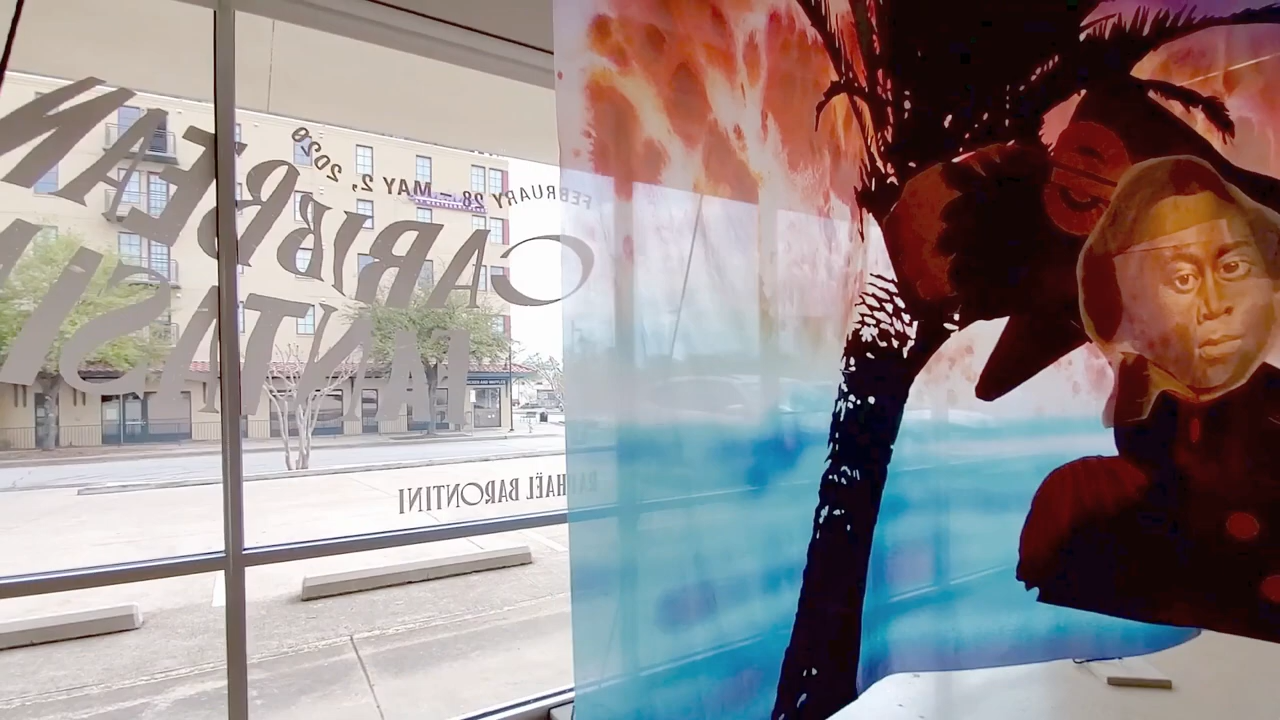 FEBRUARY 28 – MAY 2, 2020
CARIBBEAN
FANTASIA
RAPHAËL BARONTINI